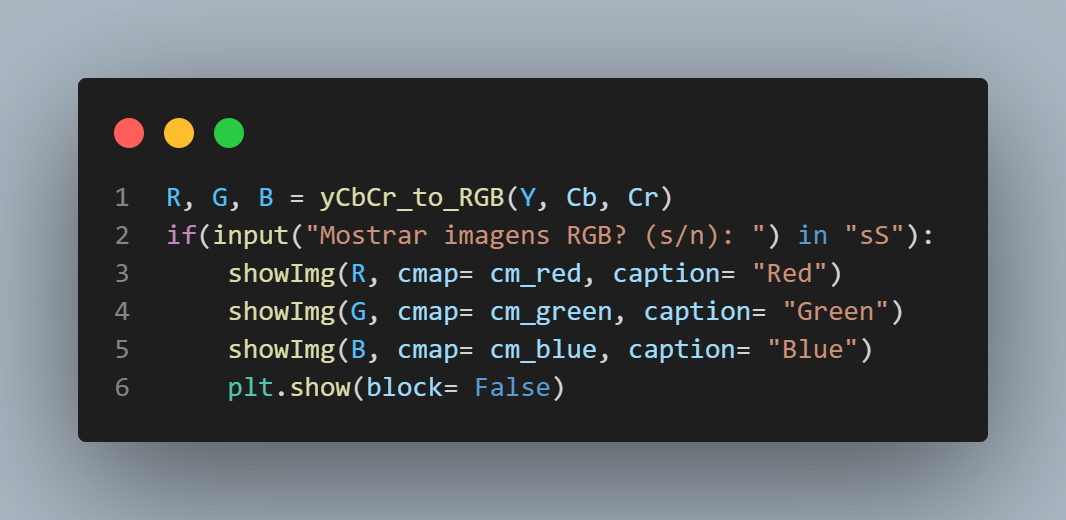 1 R, G, B = yCbCr_to_RGB(Y, Cb, Cr)
2 if(input("Mostrar imagens RGB? (s/n): ") in "sS"):
3     showImg(R, cmap= cm_red, caption= "Red")
4     showImg(G, cmap= cm_green, caption= "Green")
5     showImg(B, cmap= cm_blue, caption= "Blue")
6     plt.show(block= False)